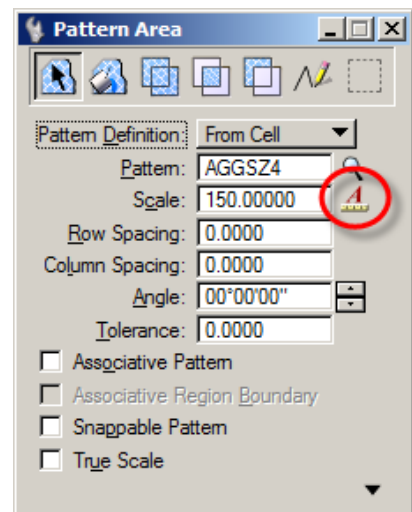 Pattern Area
Pattern Definition: From Cell
Pattern: AGGSZ4
Scale: 150.00000 A
Row Spacing: 0.0000
Column Spacing: 0.0000
Angle: 00°00'00"
Tolerance: 0.0000
Associative Pattern
Associative Region Boundary
Snappable Pattern
True Scale